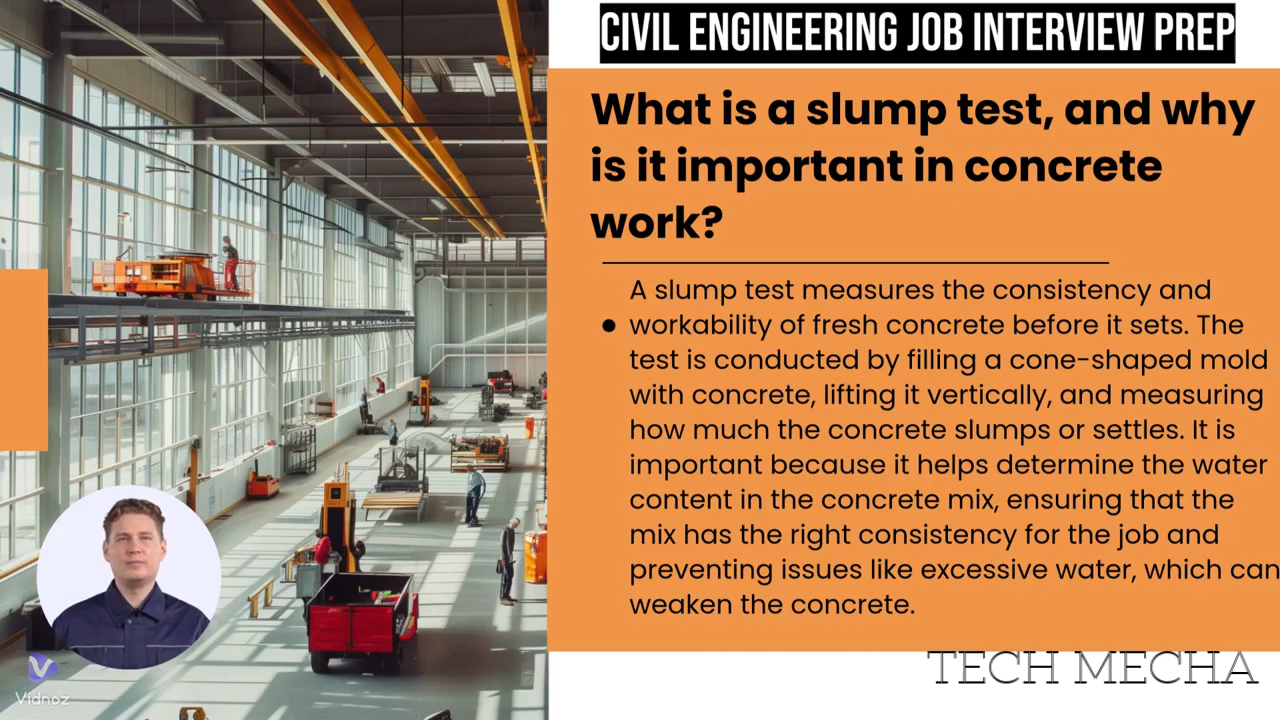 CIVIL ENGINEERING JOB INTERVIEW PREP
What is a slump test, and why
is it important in concrete
work?
A slump test measures the consistency and
● workability of fresh concrete before it sets. The
test is conducted by filling a cone-shaped mold
with concrete, lifting it vertically, and measuring
how much the concrete slumps or settles. It is
important because it helps determine the water
content in the concrete mix, ensuring that the
mix has the right consistency for the job and
preventing issues like excessive water, which can
weaken the concrete.
TECH MECHA
Vidnoz